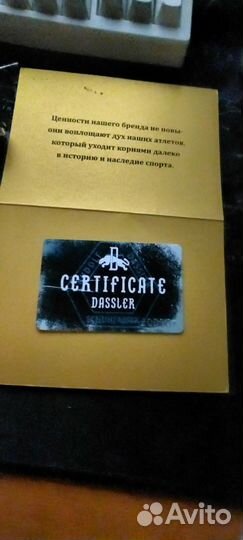 Ценности нашего бренда не новы-
они воплощают дух наших атлетов,
который уходит корнями далеко
в историю и наследие спорта.
CERTIFICATE
DASSLER
Avito